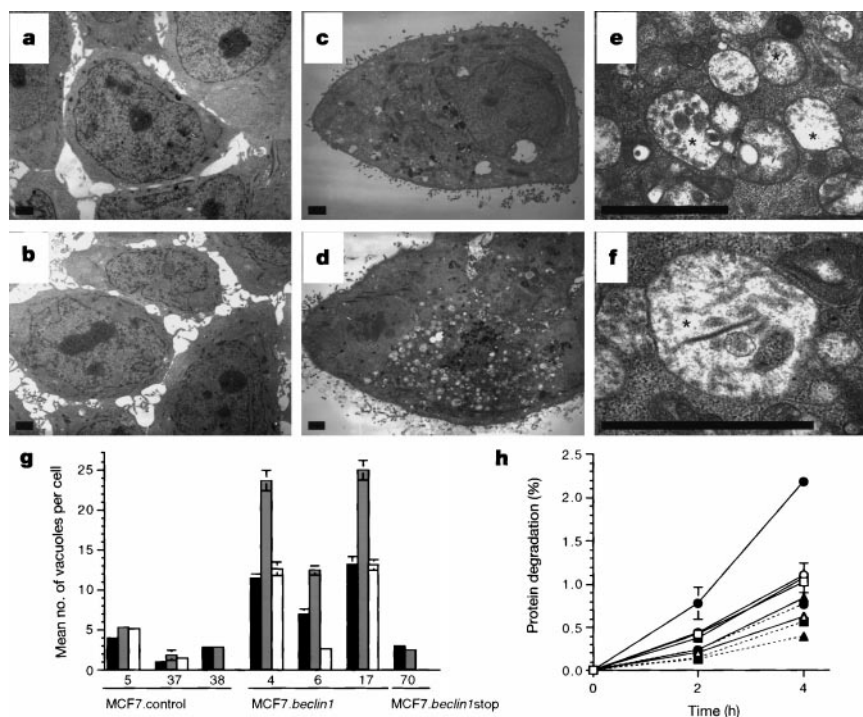 a
c
e
b
d
f
g
Mean no. of vacuoles per cell
25
20
15
10
5
0
5 37 38 4 6 17 70
MCF7.control MCF7.beclin1 MCF7.beclin1stop
h
Protein degradation (%)
2.5
2.0
1.5
1.0
0.5
0.0
0 2 4
Time (h)